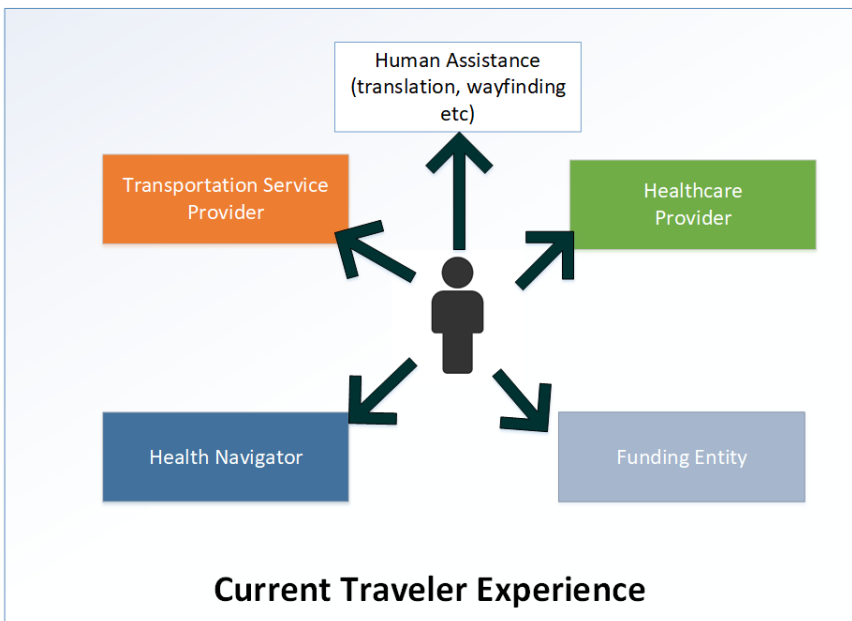 Human Assistance
(translation, wayfinding
etc)
Transportation Service
Provider
Healthcare
Provider
Health Navigator
Funding Entity
Current Traveler Experience